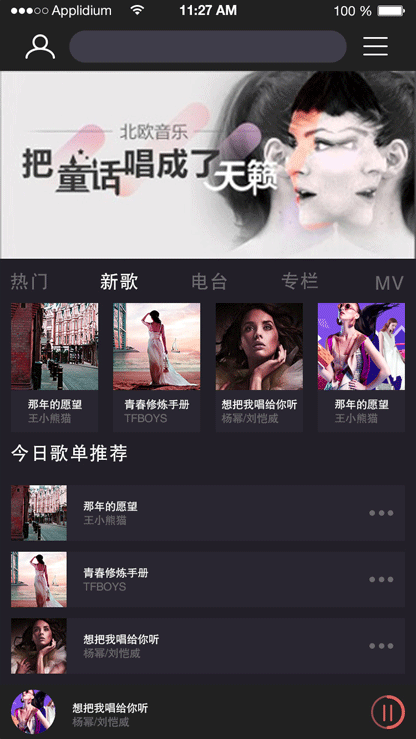 Applidium
11:27 AM
100 %
北欧音乐
把童话唱成了天籁
热门 新歌 电台 专栏 MV
那年的愿望 青春修炼手册 想把我唱给你听 那年的愿望
王小熊猫 TFBOYS 杨幂/刘恺威 王小熊猫
今日歌单推荐
那年的愿望
王小熊猫
青春修炼手册
TFBOYS
想把我唱给你听
杨幂/刘恺威
想把我唱给你听
杨幂/刘恺威